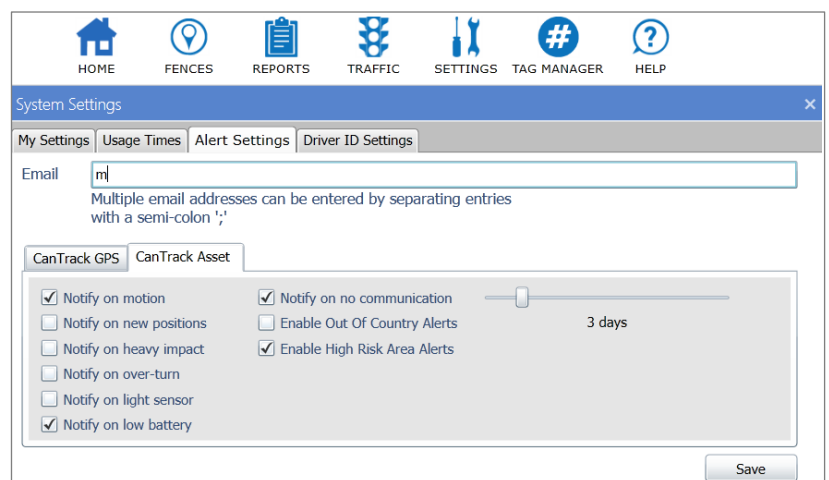 HOME FENCES REPORTS TRAFFIC SETTINGS # TAG MANAGER ? HELP
System Settings ×
My Settings Usage Times Alert Settings Driver ID Settings
Email m
Multiple email addresses can be entered by separating entries
with a semi-colon ';'
CanTrack GPS CanTrack Asset
Notify on motion Notify on no communication
Notify on new positions Enable Out Of Country Alerts 3 days
Notify on heavy impact Enable High Risk Area Alerts
Notify on over-turn
Notify on light sensor
Notify on low battery
Save